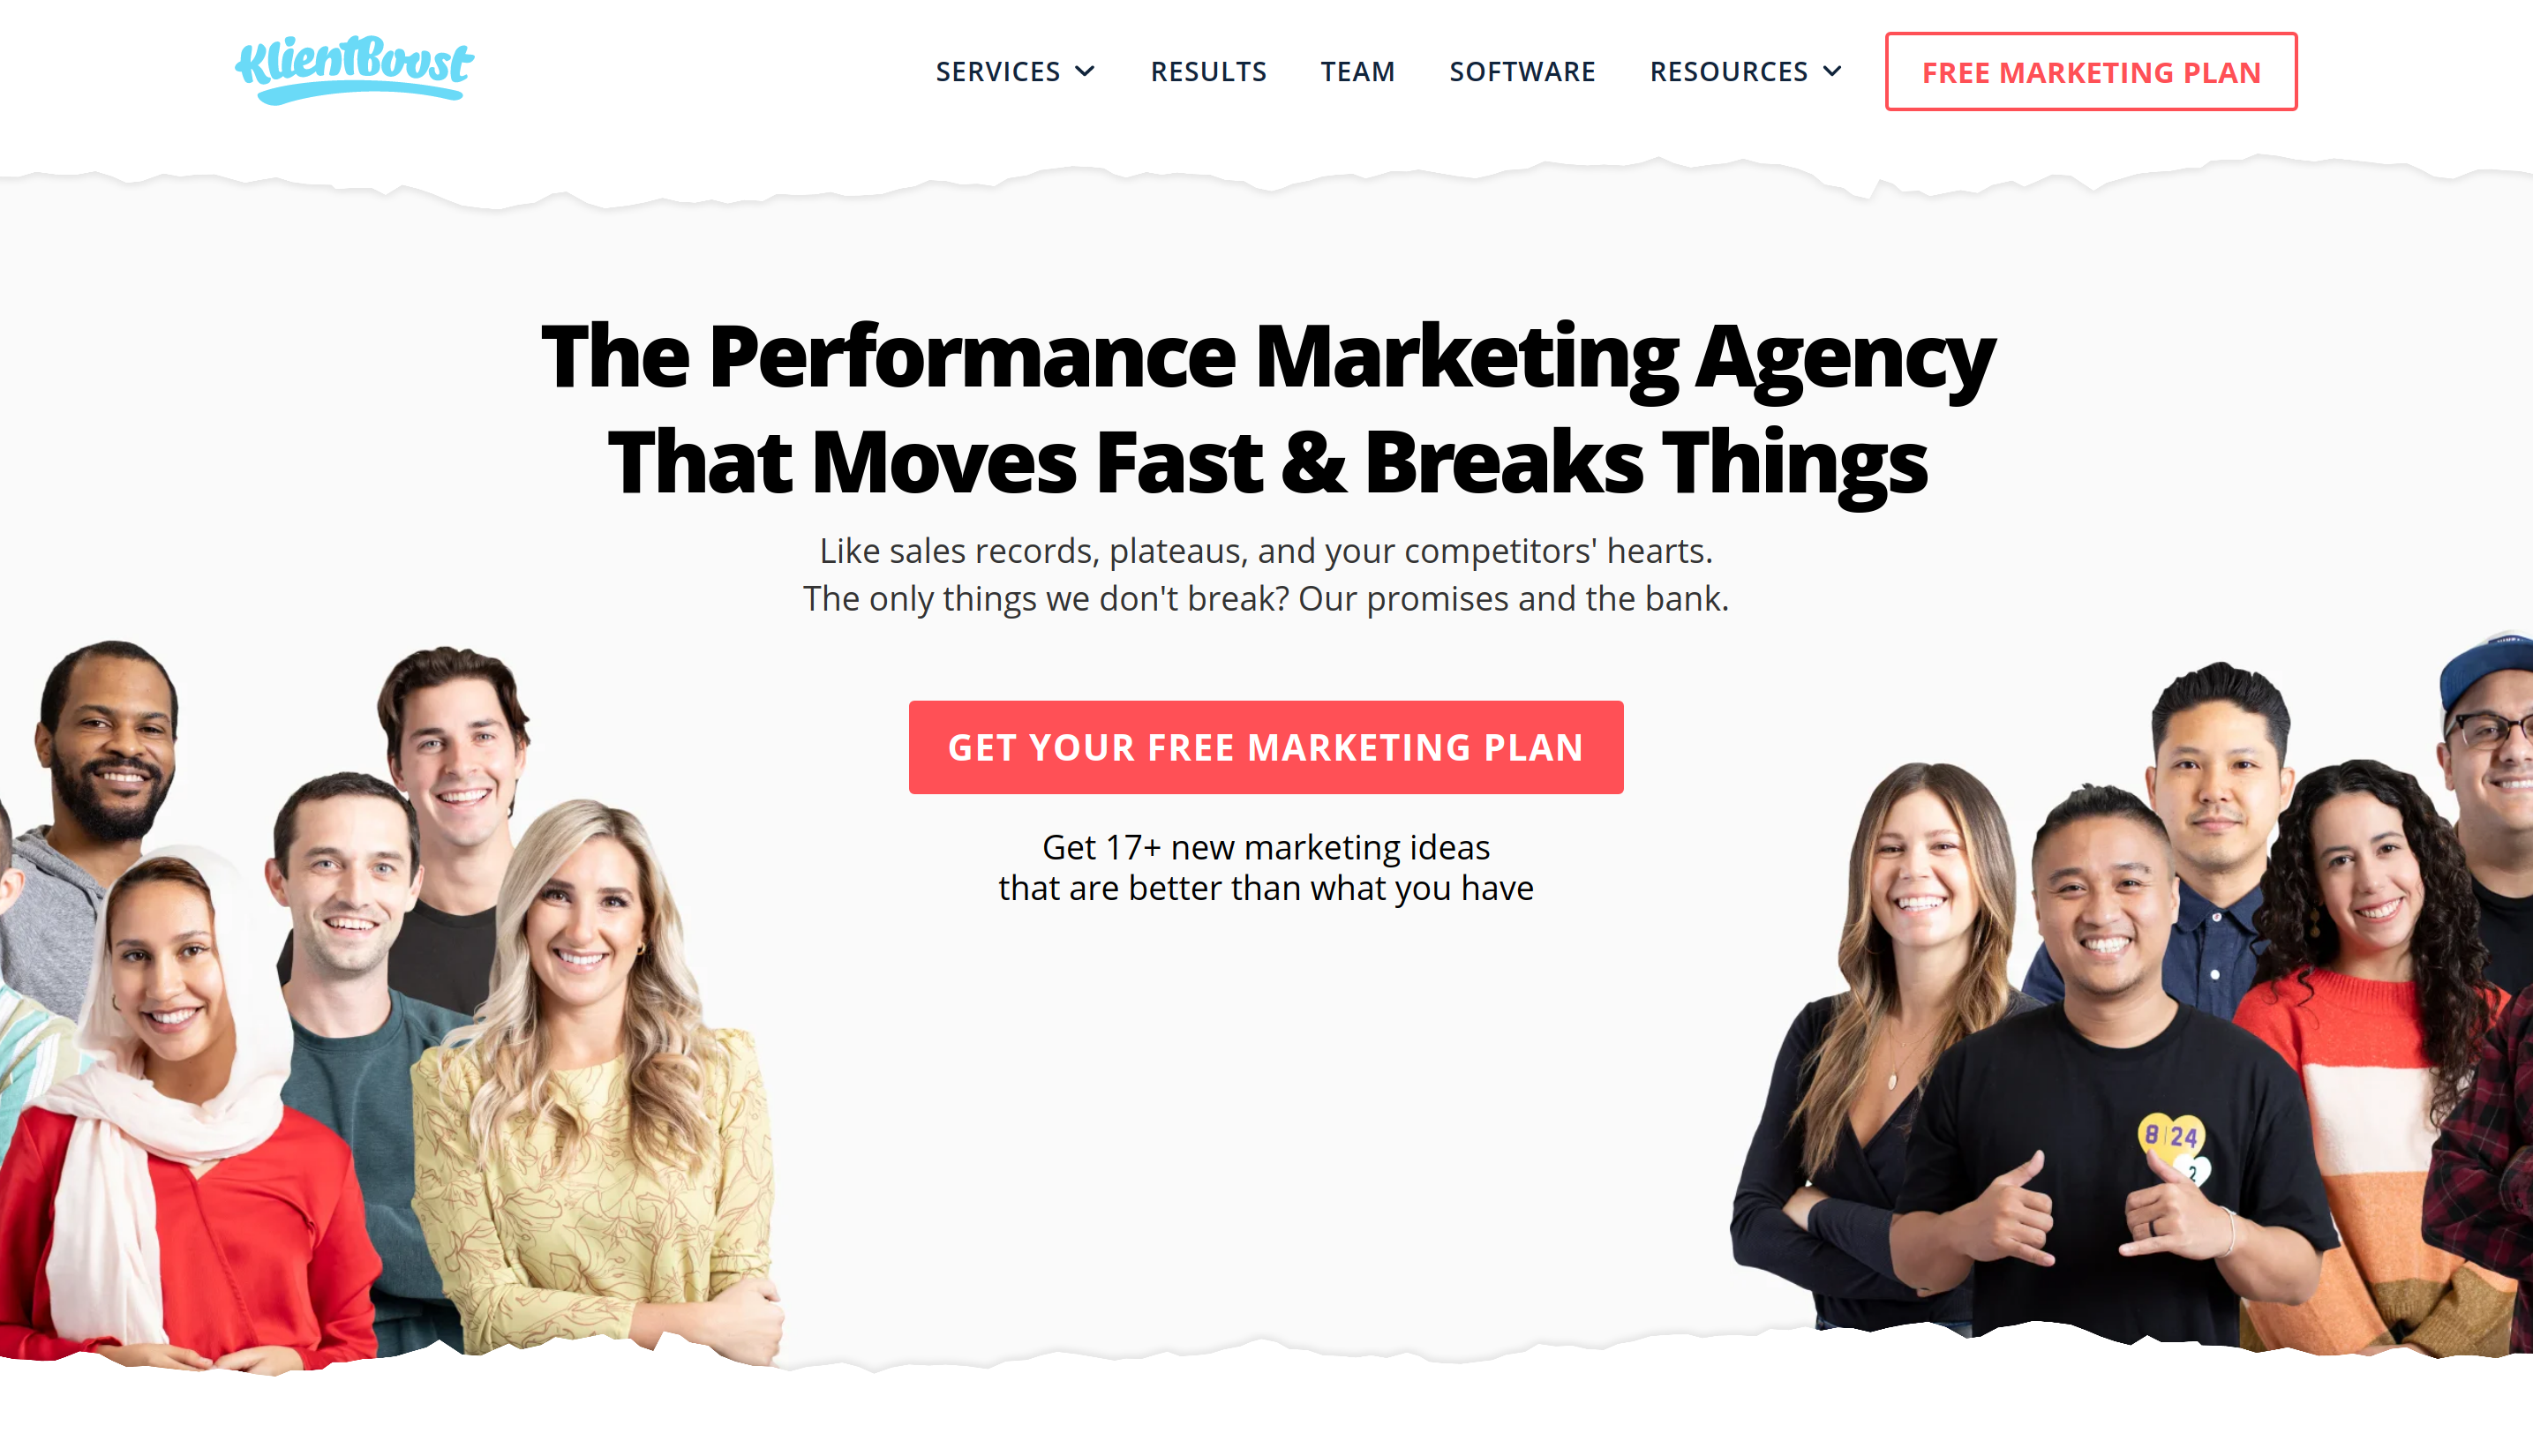 KlientBoost
SERVICES
RESULTS
TEAM
SOFTWARE
RESOURCES
FREE MARKETING PLAN
The Performance Marketing Agency
That Moves Fast & Breaks Things
Like sales records, plateaus, and your competitors' hearts.
The only things we don't break? Our promises and the bank.
GET YOUR FREE MARKETING PLAN
Get 17+ new marketing ideas
that are better than what you have
8|24
2